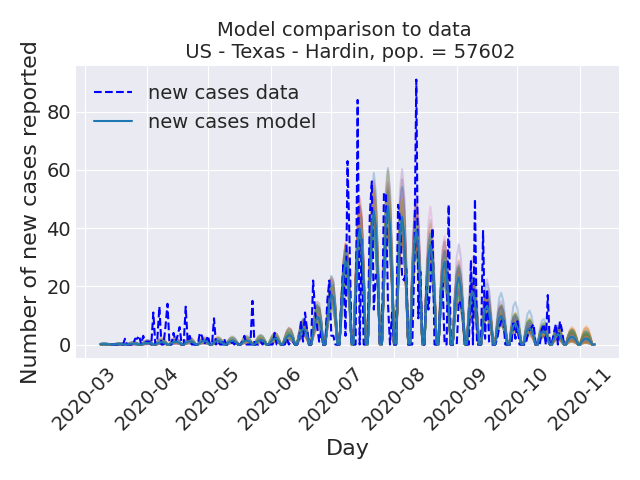 Model comparison to data
US - Texas - Hardin, pop. = 57602
Number of new cases reported
new cases data
new cases model
80
60
40
20
0
2020-03
2020-04
2020-05
2020-06
2020-07
2020-08
2020-09
2020-10
2020-11
Day